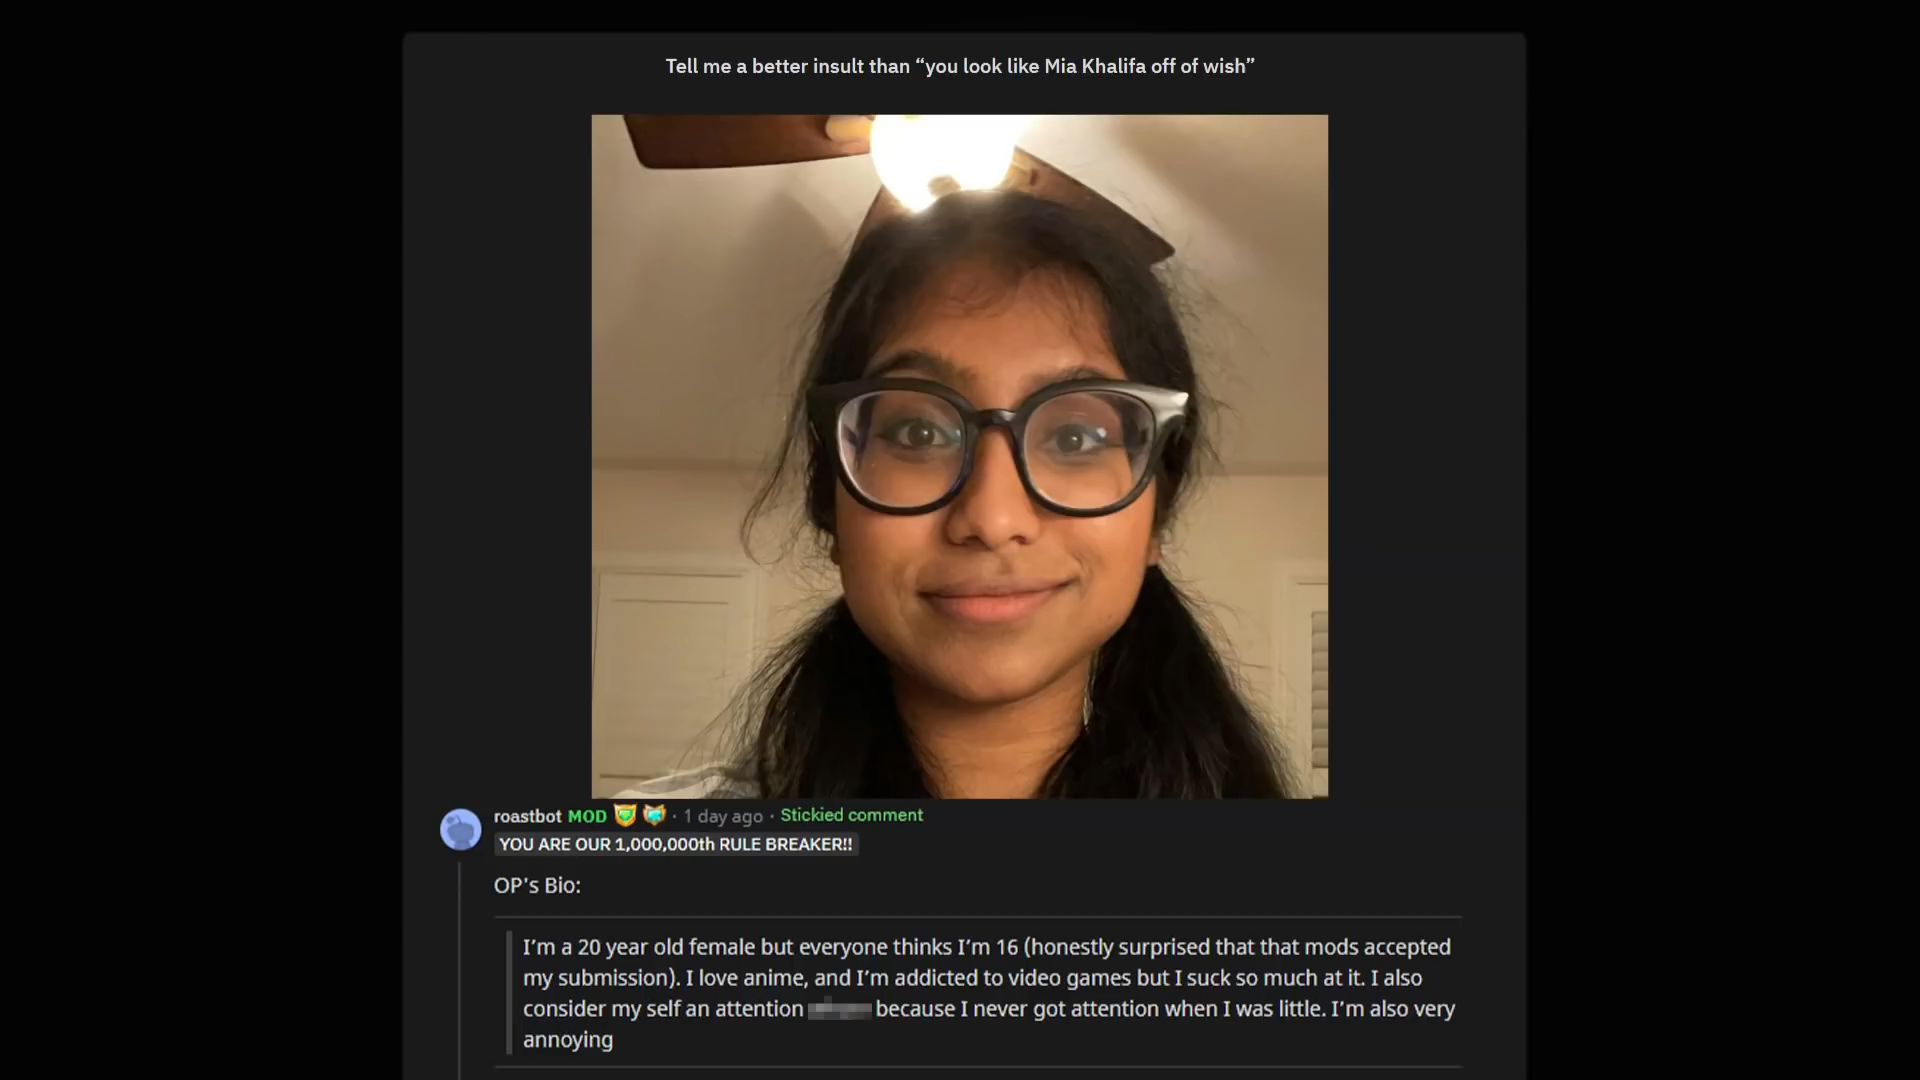 Tell me a better insult than “you look like Mia Khalifa off of wish”
roastbot MOD · 1 day ago · Stickied comment
YOU ARE OUR 1,000,000th RULE BREAKER!!
OP's Bio:
I’m a 20 year old female but everyone thinks I’m 16 (honestly surprised that that mods accepted
my submission). I love anime, and I’m addicted to video games but I suck so much at it. I also
consider my self an attention because I never got attention when I was little. I’m also very
annoying